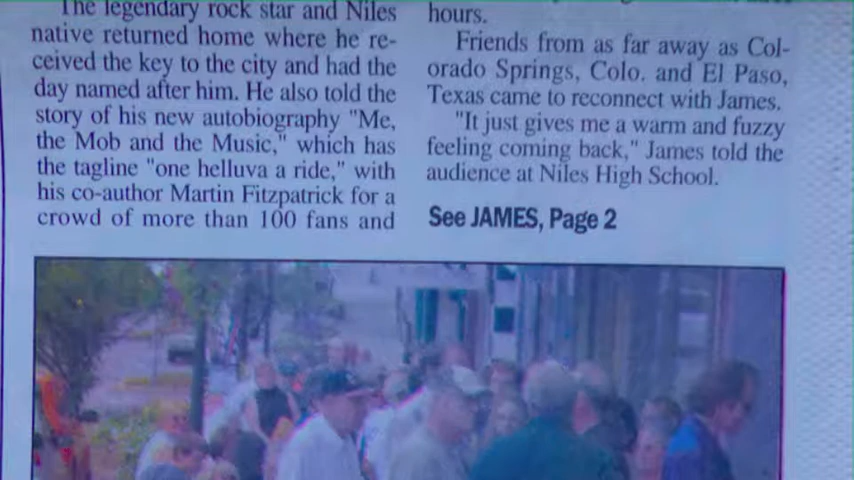 The legendary rock star and Niles
native returned home where he re-
ceived the key to the city and had the
day named after him. He also told the
story of his new autobiography "Me,
the Mob and the Music," which has
the tagline "one helluva a ride," with
his co-author Martin Fitzpatrick for a
crowd of more than 100 fans and
hours.
Friends from as far away as Col-
orado Springs, Colo. and El Paso,
Texas came to reconnect with James.
"It just gives me a warm and fuzzy
feeling coming back," James told the
audience at Niles High School.
See JAMES, Page 2